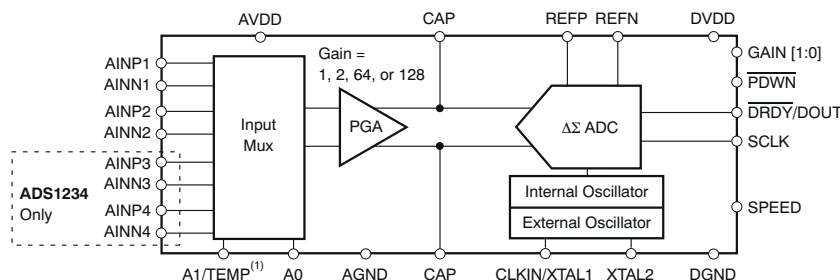 AVDD
CAP
REFP
REFN
DVDD
Gain =
1, 2, 64, or 128
AINP1
AINN1
AINP2
AINN2
AINP3
AINN3
AINP4
AINN4
ADS1234
Only
Input
Mux
PGA
ΔΣ ADC
Internal Oscillator
External Oscillator
GAIN [1:0]
PDWN
DRDY/DOUT
SCLK
SPEED
A1/TEMP(1)
A0
AGND
CAP
CLKIN/XTAL1
XTAL2
DGND